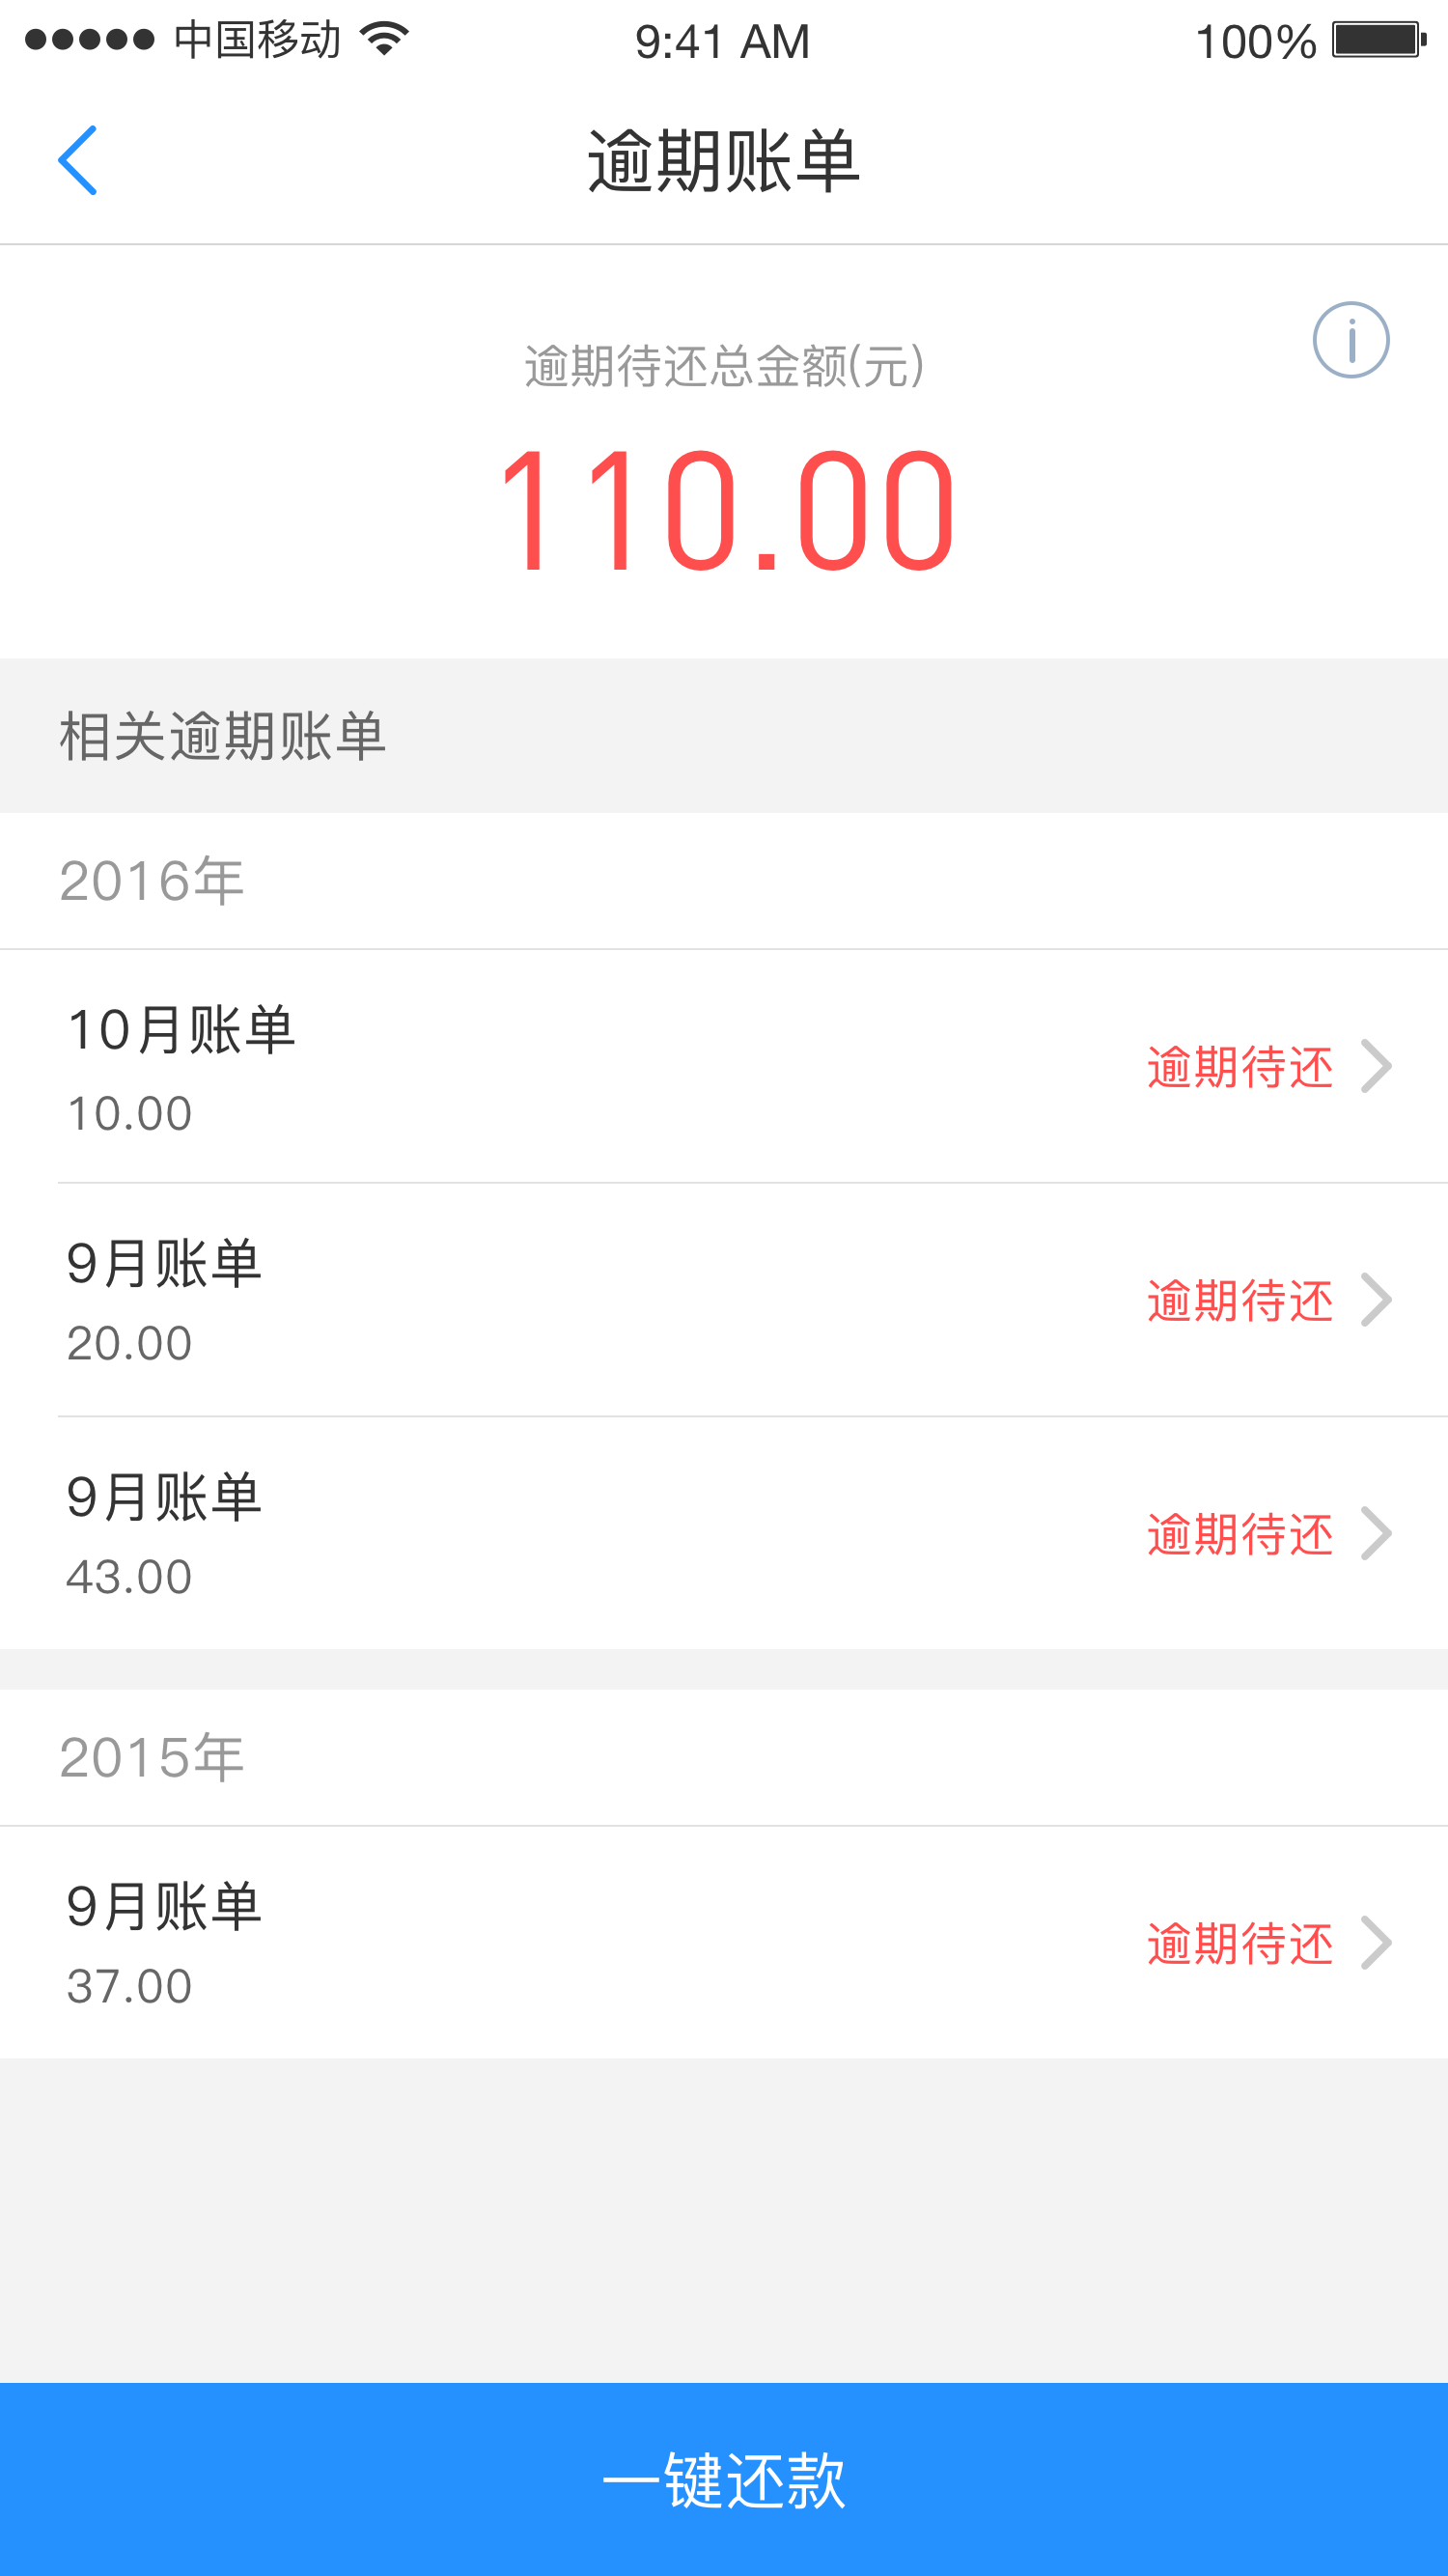 中国移动 9:41 AM 100%
逾期账单
逾期待还总金额(元)
110.00
相关逾期账单
2016年
10月账单
逾期待还
10.00
9月账单
逾期待还
20.00
9月账单
逾期待还
43.00
2015年
9月账单
逾期待还
37.00
一键还款